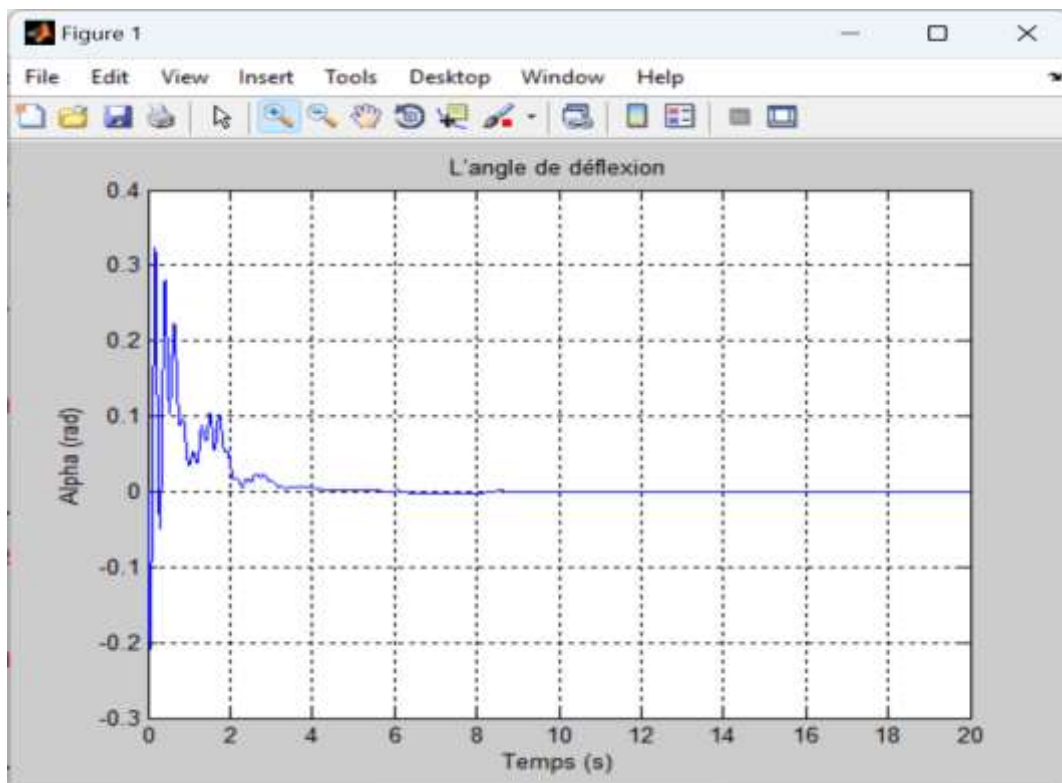 Figure 1
File Edit View Insert Tools Desktop Window Help
L'angle de déflexion
0.4
0.3
0.2
0.1
0
-0.1
-0.2
-0.3
Alpha (rad)
0 2 4 6 8 10 12 14 16 18 20
Temps (s)